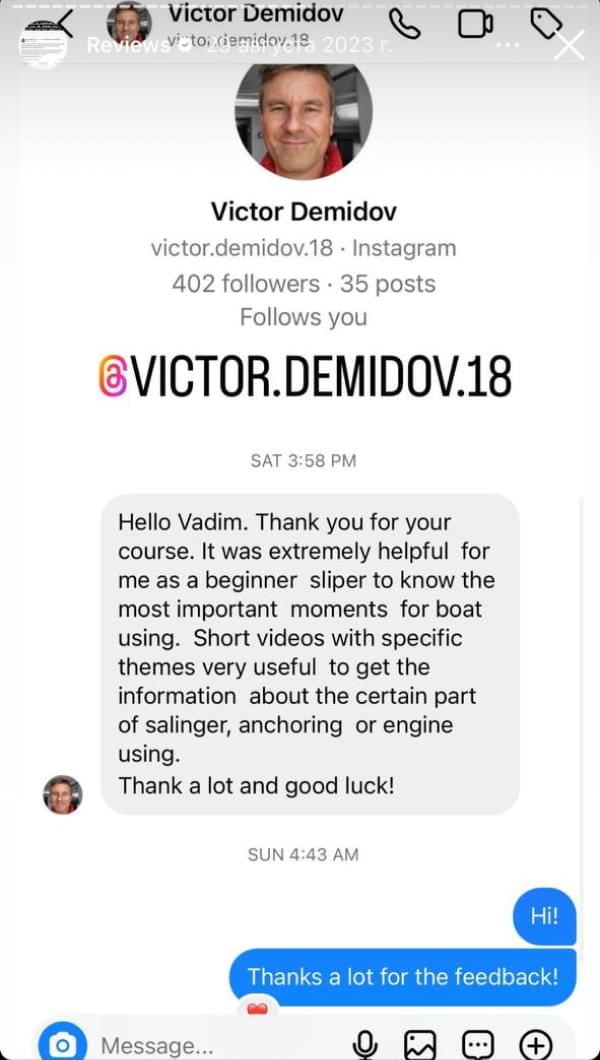 Victor Demidov
victor.demidov.18
Reviews 29 августа 2023 г.
Victor Demidov
victor.demidov.18 · Instagram
402 followers · 35 posts
Follows you
VICTOR.DEMIDOV.18
SAT 3:58 PM
Hello Vadim. Thank you for your
course. It was extremely helpful for
me as a beginner sliper to know the
most important moments for boat
using. Short videos with specific
themes very useful to get the
information about the certain part
of salinger, anchoring or engine
using.
Thank a lot and good luck!
SUN 4:43 AM
Hi!
Thanks a lot for the feedback!
Message...